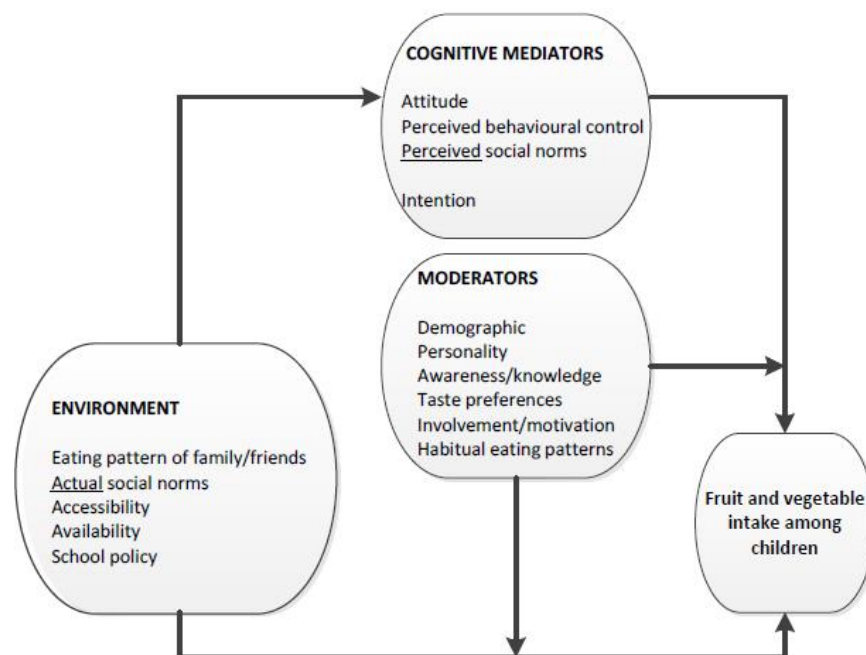 COGNITIVE MEDIATORS
Attitude
Perceived behavioural control
Perceived social norms
Intention
MODERATORS
Demographic
Personality
Awareness/knowledge
Taste preferences
Involvement/motivation
Habitual eating patterns
ENVIRONMENT
Eating pattern of family/friends
Actual social norms
Accessibility
Availability
School policy
Fruit and vegetable
intake among
children